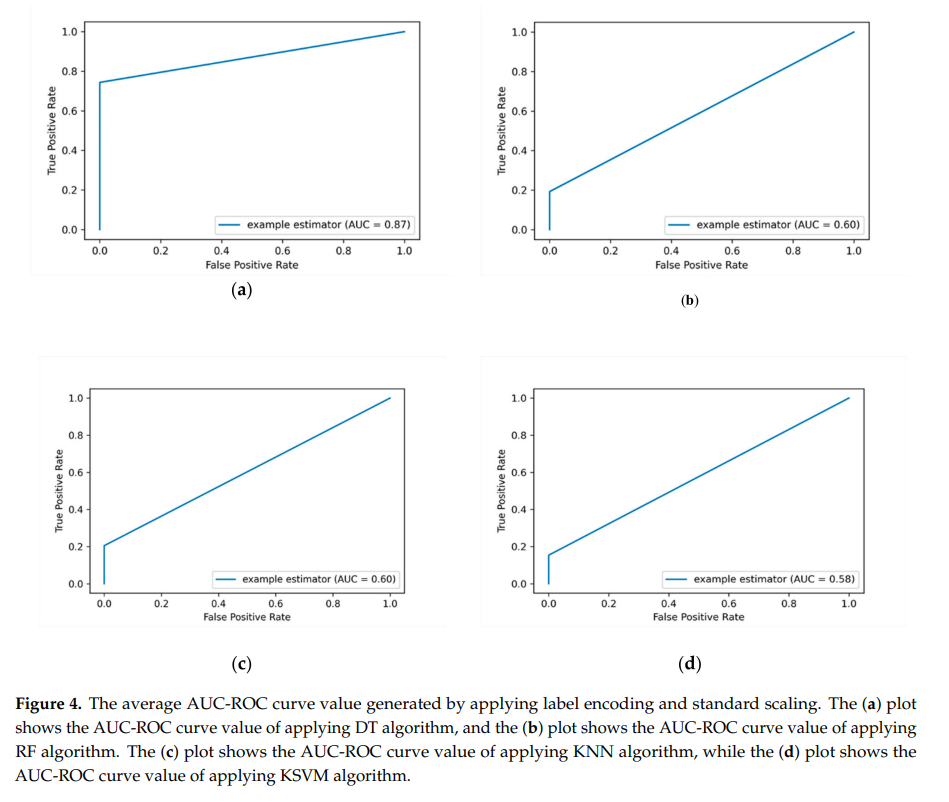 1.0
0.8
0.6
0.4
0.2
0.0
True Positive Rate
example estimator (AUC = 0.87)
0.0 0.2 0.4 0.6 0.8 1.0
False Positive Rate
(a)
1.0
0.8
0.6
0.4
0.2
0.0
True Positive Rate
example estimator (AUC = 0.60)
0.0 0.2 0.4 0.6 0.8 1.0
False Positive Rate
(b)
1.0
0.8
0.6
0.4
0.2
0.0
True Positive Rate
example estimator (AUC = 0.60)
0.0 0.2 0.4 0.6 0.8 1.0
False Positive Rate
(c)
1.0
0.8
0.6
0.4
0.2
0.0
True Positive Rate
example estimator (AUC = 0.58)
0.0 0.2 0.4 0.6 0.8 1.0
False Positive Rate
(d)
Figure 4. The average AUC-ROC curve value generated by applying label encoding and standard scaling. The (a) plot
shows the AUC-ROC curve value of applying DT algorithm, and the (b) plot shows the AUC-ROC curve value of applying
RF algorithm. The (c) plot shows the AUC-ROC curve value of applying KNN algorithm, while the (d) plot shows the
AUC-ROC curve value of applying KSVM algorithm.